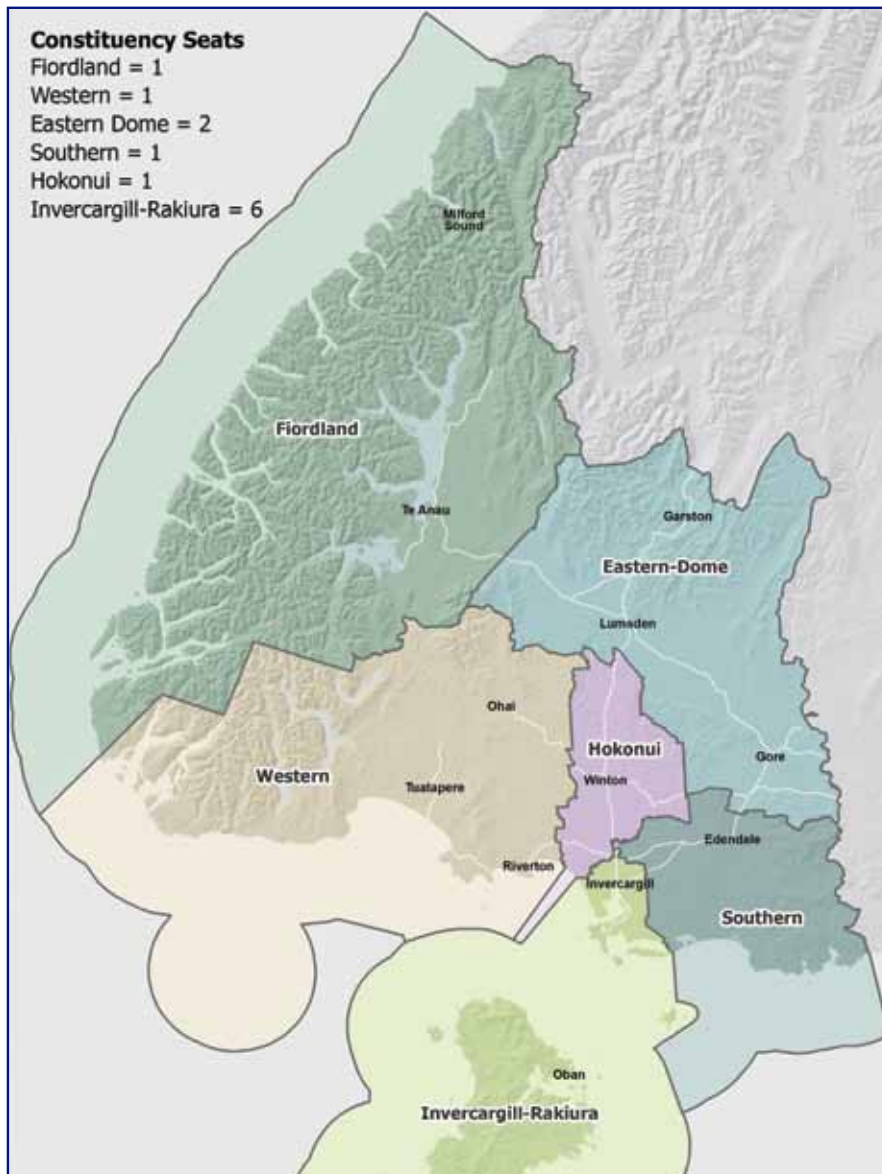 Constituency Seats
Fiordland = 1
Western = 1
Eastern Dome = 2
Southern = 1
Hokonui = 1
Invercargill-Rakiura = 6
Milford
Sound
Fiordland
Te Anau
Garston
Eastern-Dome
Lumsden
Ohai
Hokonui
Gore
Western
Winton
Tuatapere
Edendale
Riverton
Invercargill
Southern
Oban
Invercargill-Rakiura